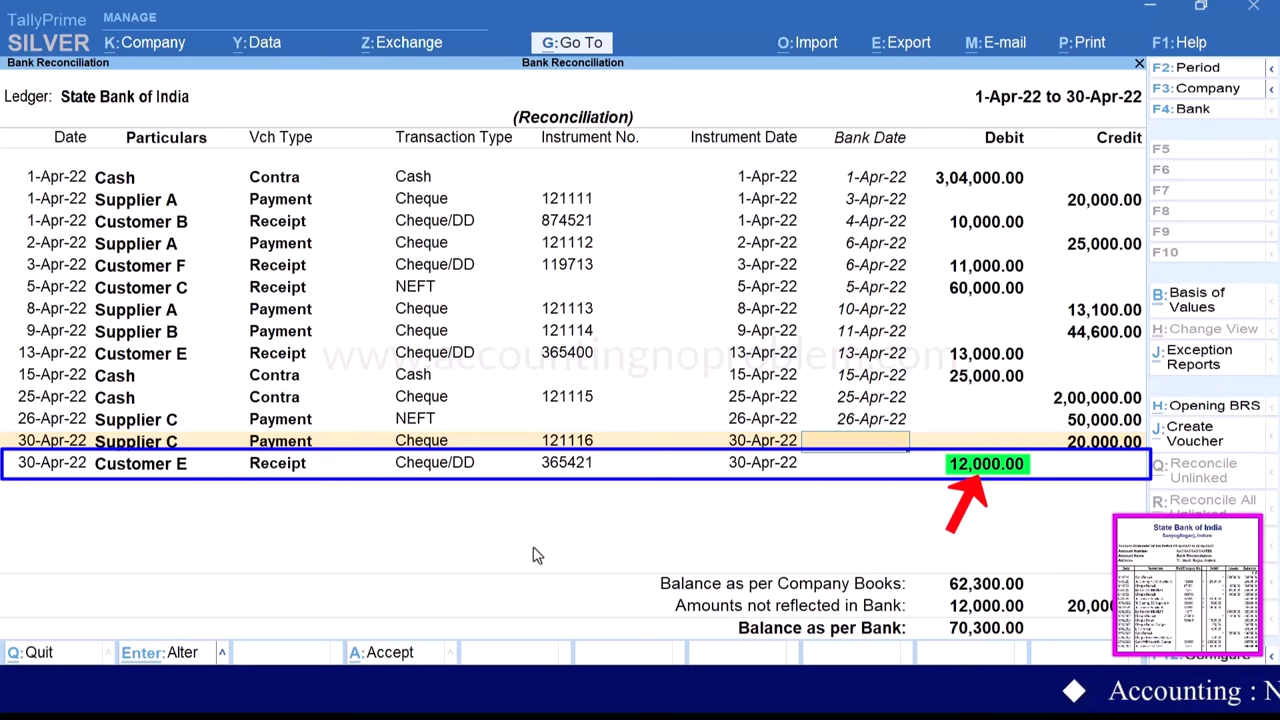 TallyPrime MANAGE
SILVER K:Company Y:Data Z:Exchange G:Go To O:Import E:Export M:E-mail P:Print F1:Help
Bank Reconciliation Bank Reconciliation
F2: Period
F3: Company
F4: Bank
Ledger: State Bank of India 1-Apr-22 to 30-Apr-22
(Reconciliation)
Date Particulars Vch Type Transaction Type Instrument No. Instrument Date Bank Date Debit Credit
1-Apr-22 Cash Contra Cash 1-Apr-22 1-Apr-22 3,04,000.00
1-Apr-22 Supplier A Payment Cheque 121111 1-Apr-22 3-Apr-22 20,000.00
1-Apr-22 Customer B Receipt Cheque/DD 874521 1-Apr-22 4-Apr-22 10,000.00
2-Apr-22 Supplier A Payment Cheque 121112 2-Apr-22 6-Apr-22 25,000.00
3-Apr-22 Customer F Receipt Cheque/DD 119713 3-Apr-22 6-Apr-22 11,000.00
5-Apr-22 Customer C Receipt NEFT 5-Apr-22 5-Apr-22 60,000.00
8-Apr-22 Supplier A Payment Cheque 121113 8-Apr-22 10-Apr-22 13,100.00
9-Apr-22 Supplier B Payment Cheque 121114 9-Apr-22 11-Apr-22 44,600.00
13-Apr-22 Customer E Receipt Cheque/DD 365400 13-Apr-22 13-Apr-22 13,000.00
15-Apr-22 Cash Contra Cash 15-Apr-22 15-Apr-22 25,000.00
25-Apr-22 Cash Contra Cheque 121115 25-Apr-22 25-Apr-22 2,00,000.00
26-Apr-22 Supplier C Payment NEFT 26-Apr-22 26-Apr-22 50,000.00
30-Apr-22 Supplier C Payment Cheque 121116 30-Apr-22 20,000.00
30-Apr-22 Customer E Receipt Cheque/DD 365421 30-Apr-22 12,000.00
www.accountingnoproblem.com
Balance as per Company Books: 62,300.00
Amounts not reflected in Bank: 12,000.00 20,00
Balance as per Bank: 70,300.00
F5
F6
F7
F8
F9
F10
B: Basis of
Values
H: Change View
J: Exception
Reports
H: Opening BRS
J: Create
Voucher
Q: Reconcile
Unlinked
R: Reconcile All
Unlinked
State Bank of India
F12: Configure
Q:Quit Enter:Alter A:Accept
Accounting : N